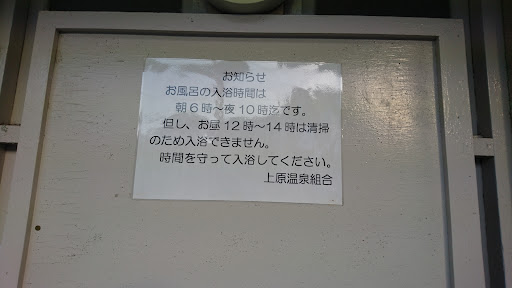 お知らせ
お風呂の入浴時間は
朝６時～夜１０時迄です。
但し、お昼１２時～１４時は清掃
のため入浴できません。
時間を守って入浴してください。
上原温泉組合